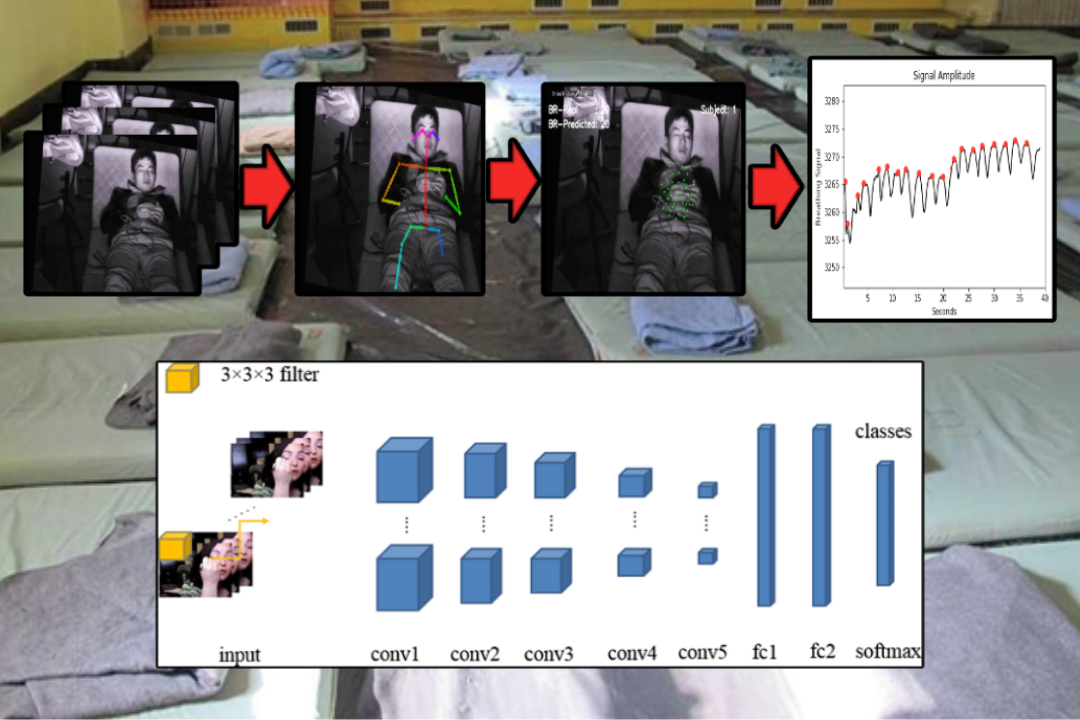 BR-Real
BR-Predicted: 20
Subject: 1
Signal Amplitude
Breathing Signal
3280
3275
3270
3265
3260
3255
3250
5 10 15 20 25 30 35 40
Seconds
3×3×3 filter
classes
input conv1 conv2 conv3 conv4 conv5 fc1 fc2 softmax